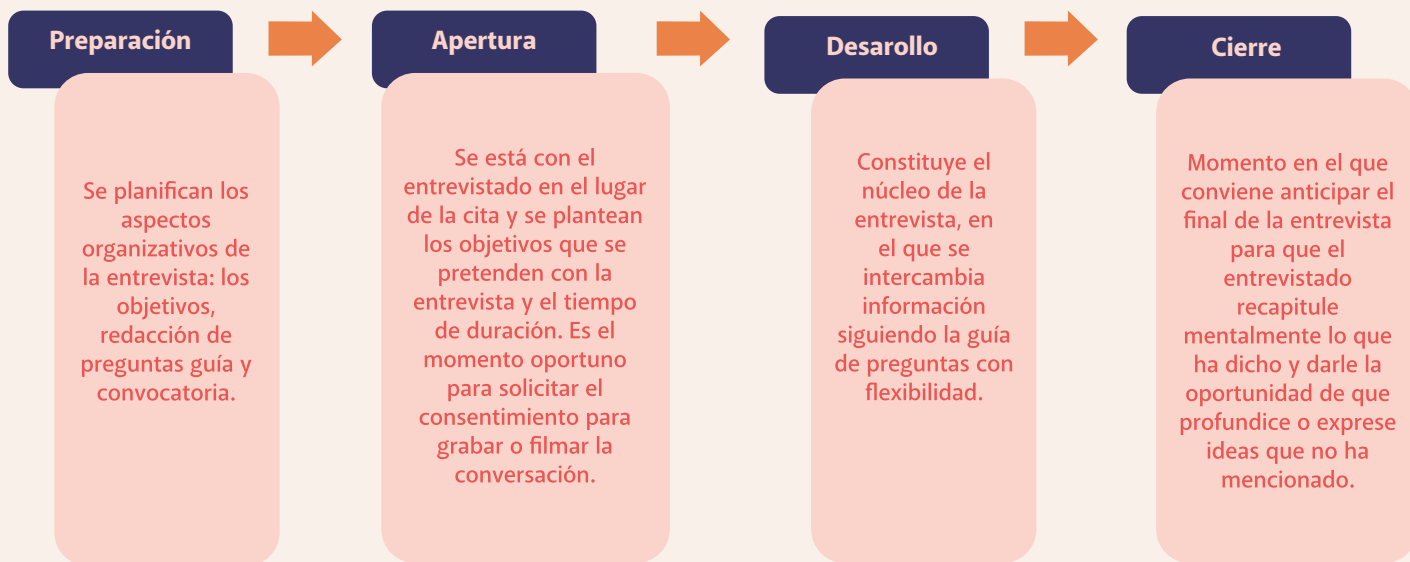 Preparación
Se planifican los
aspectos
organizativos de
la entrevista: los
objetivos,
redacción de
preguntas guía y
convocatoria.
Apertura
Se está con el
entrevistado en el lugar
de la cita y se plantean
los objetivos que se
pretenden con la
entrevista y el tiempo
de duración. Es el
momento oportuno
para solicitar el
consentimiento para
grabar o filmar la
conversación.
Desarollo
Constituye el
núcleo de la
entrevista, en
el que se
intercambia
información
siguiendo la guía
de preguntas con
flexibilidad.
Cierre
Momento en el que
conviene anticipar el
final de la entrevista
para que el
entrevistado
recapitule
mentalmente lo que
ha dicho y darle la
oportunidad de que
profundice o exprese
ideas que no ha
mencionado.